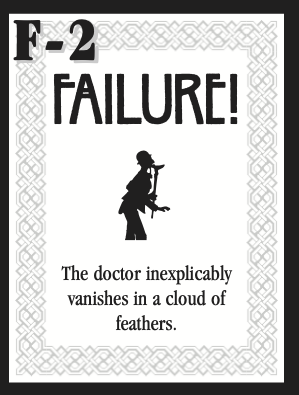 F-2
FAILURE!
The doctor inexplicably
vanishes in a cloud of
feathers.